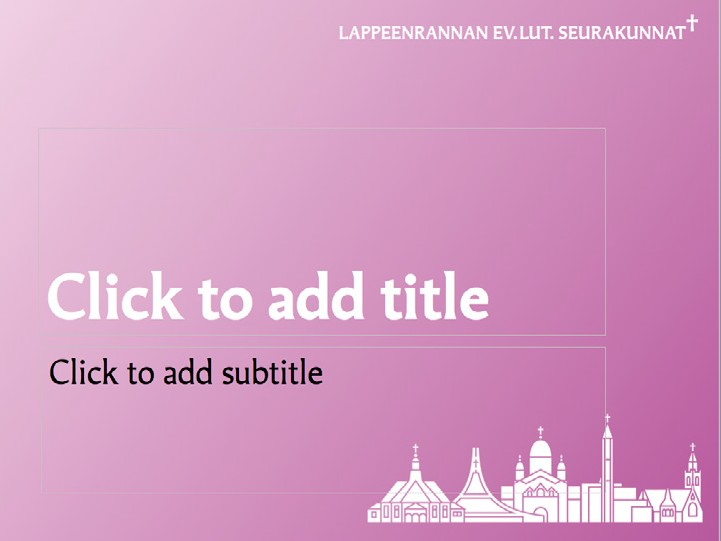 LAPPEENRANNAN EV.LUT. SEURAKUNNAT
Click to add title
Click to add subtitle